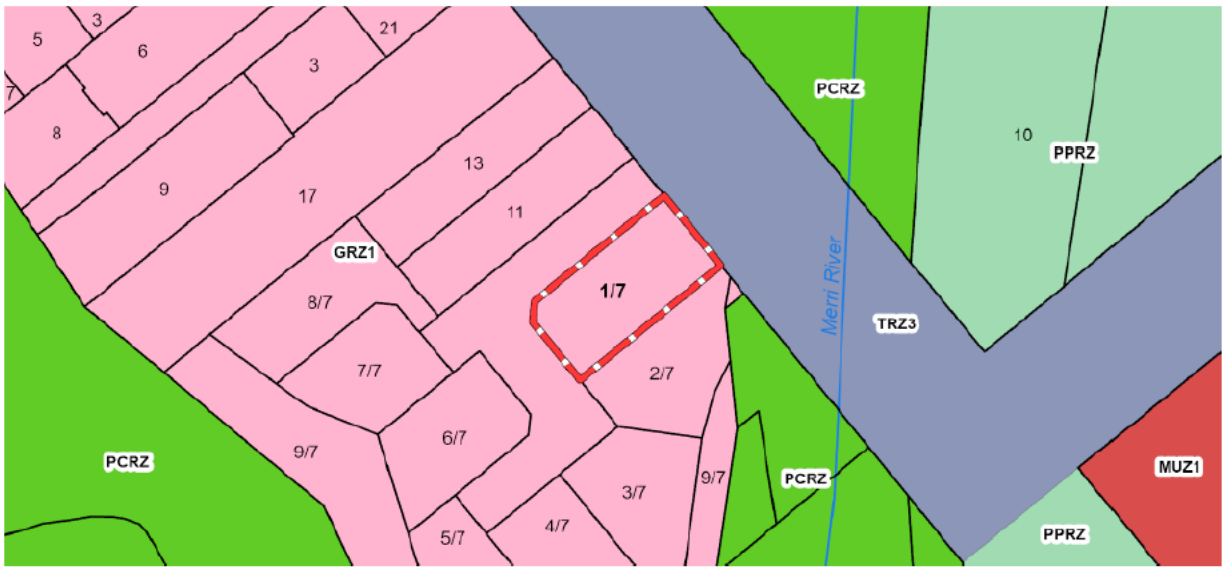 3
21
5
6
3
7
PCRZ
8
10
PPRZ
13
9
17
11
GRZ1
1/7
8/7
Merri River
TRZ3
7/7
2/7
6/7
9/7
PCRZ
MUZ1
PCRZ
9/7
3/7
4/7
5/7
PPRZ